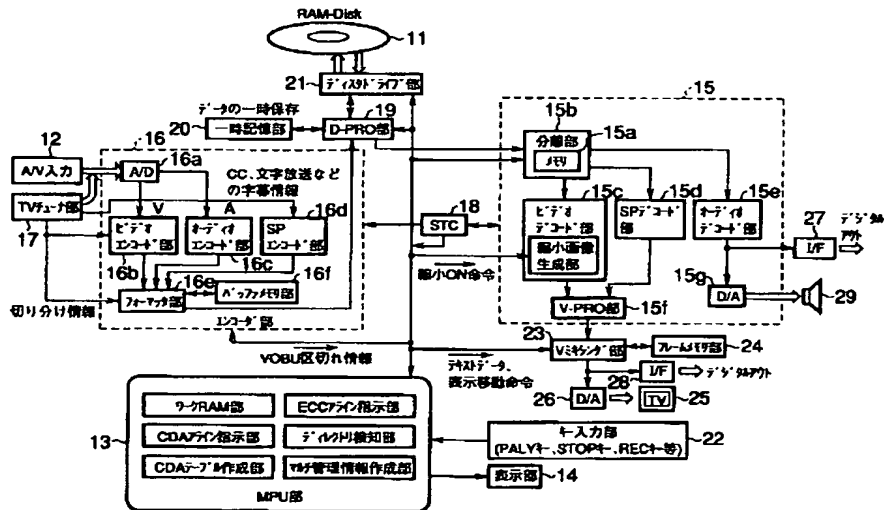 RAM-Disk
11
21
ディスクドライブ部
データの一時保存
19
20
一時記憶部
D-PRO部
15
15b
分離部
15a
メモリ
12
16
A/V入力
16a
A/D
CC、文字放送など
の字幕情報
TVチューナ部
17
V
A
16d
ビデオ
エンコード部
オーディオ
エンコード部
SP
エンコード部
16b
16c
16e
16f
フォーマッタ部
バッファメモリ部
切り分け情報
エンコーダ部
STC
18
15c
15d
15e
ビデオ
デコード部
縮小画像
生成部
SPデコード部
オーディオ
デコード部
27
I/F
デジタル
アウト
縮小ON命令
15g
D/A
29
V-PRO部
15f
VOBU区切れ情報
23
Vミキシング部
フレームメモリ部
24
テキストデータ、
表示移動命令
28
I/F
デジタルアウト
26
D/A
TV
25
13
ワークRAM部
ECCアライン指示部
CDAアライン指示部
ディレクトリ検知部
CDAテーブル作成部
マルチ管理情報作成部
MPU部
キー入力部
(PALYキー、STOPキー、RECキー等)
22
表示部
14